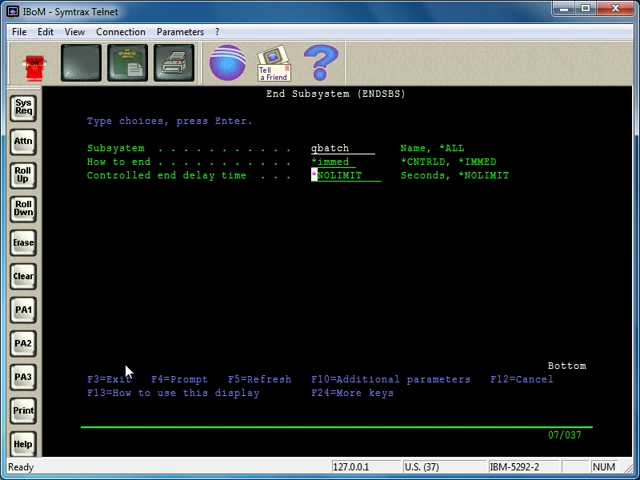 IBoM - Symtrax Telnet
File Edit View Connection Parameters ?
ON
Tell a Friend
?
Sys Req
Attn
Roll Up
Roll Dwn
Erase
Clear
PA1
PA2
PA3
Print
Help
End Subsystem (ENDSBS)
Type choices, press Enter.
Subsystem . . . . . . . . . . . qbatch Name, *ALL
How to end . . . . . . . . . . *immed *CNTRLD, *IMMED
Controlled end delay time . . . *NOLIMIT Seconds, *NOLIMIT
Bottom
F3=Exit F4=Prompt F5=Refresh F10=Additional parameters F12=Cancel
F13=How to use this display F24=More keys
07/037
Ready 127.0.0.1 U.S. (37) IBM-5292-2 NUM